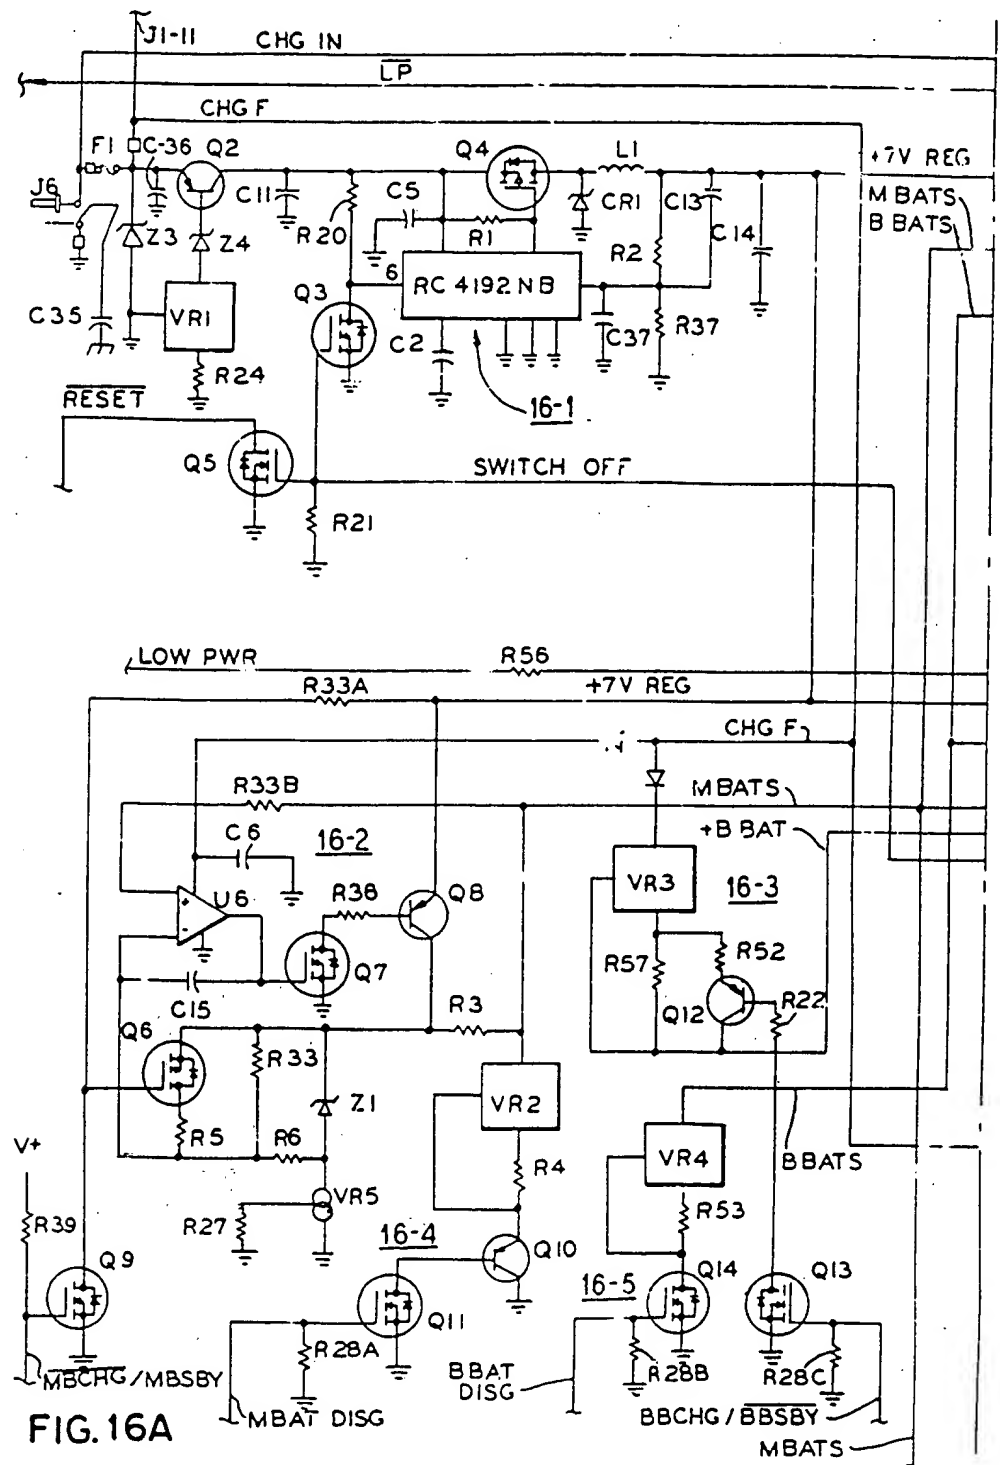 J1-11
CHG IN
LP
CHG F
F1
C-36
Q2
Q4
L1
+7V REG
J6
C5
M BATS
B BATS
Z3
Z4
C11
R20
R1
CR1
C13
C14
R2
6
RC 4192 NB
Q3
C35
VR1
C2
C37
R37
R24
16-1
RESET
Q5
SWITCH OFF
R21
LOW PWR
R56
R33A
+7V REG
CHG F
R33B
MBATS
+B BAT
C6
16-2
U6
+
-
R38
Q8
VR3
16-3
Q7
R57
R52
C15
R3
Q12
R22
Q6
R33
Z1
VR2
R5
R6
R4
VR4
BBATS
V+
VR5
R53
R39
R27
16-4
Q10
Q9
Q11
16-5
Q14
Q13
R28A
R28B
R28C
MBCHG/MBSBY
BBAT
DISG
MBAT DISG
BBCHG/BBSBY
MBATS
FIG.16A